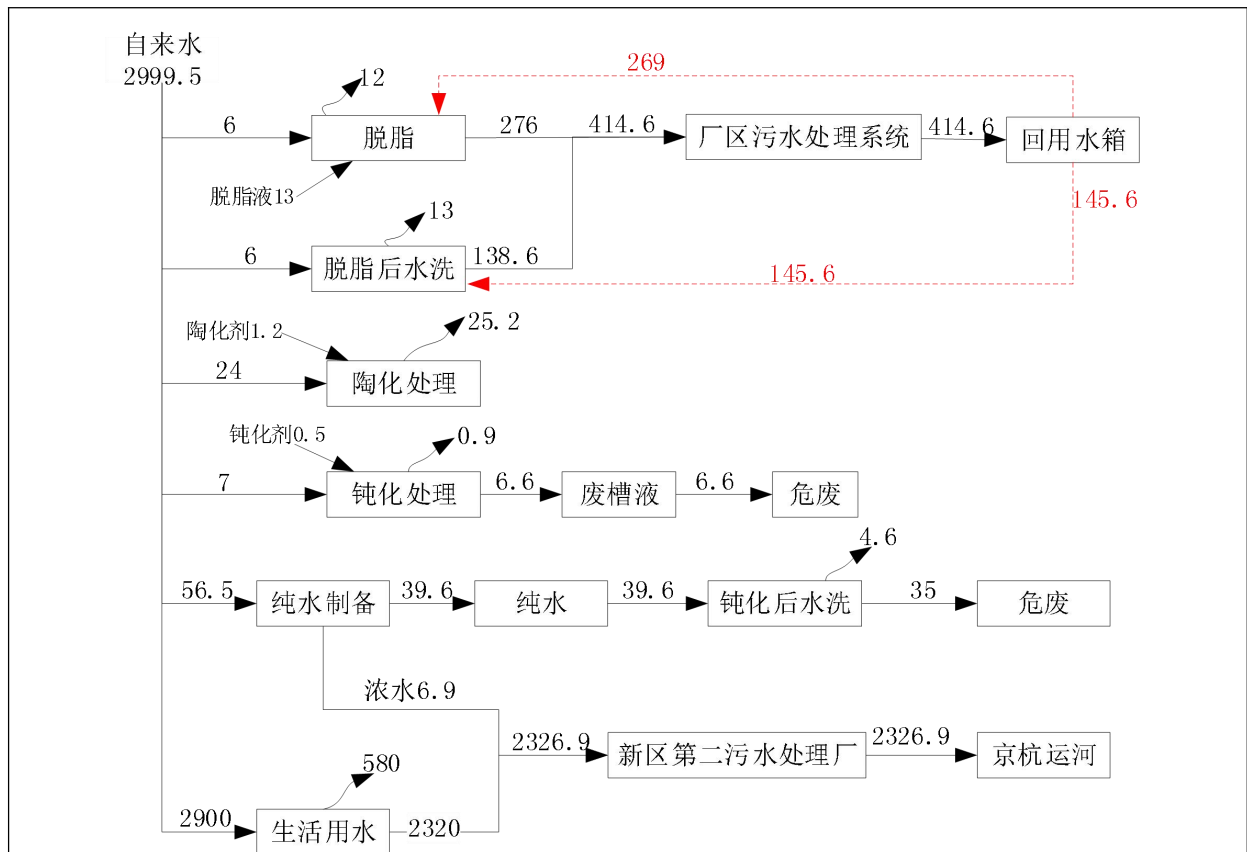 自来水
2999.5
269
12
6
脱脂
276
414.6
厂区污水处理系统
414.6
回用水箱
脱脂液13
145.6
13
6
脱脂后水洗
138.6
145.6
陶化剂1.2
25.2
24
陶化处理
钝化剂0.5
0.9
7
钝化处理
6.6
废槽液
6.6
危废
4.6
56.5
纯水制备
39.6
纯水
39.6
钝化后水洗
35
危废
浓水6.9
2326.9
新区第二污水处理厂
2326.9
京杭运河
580
2900
生活用水
2320